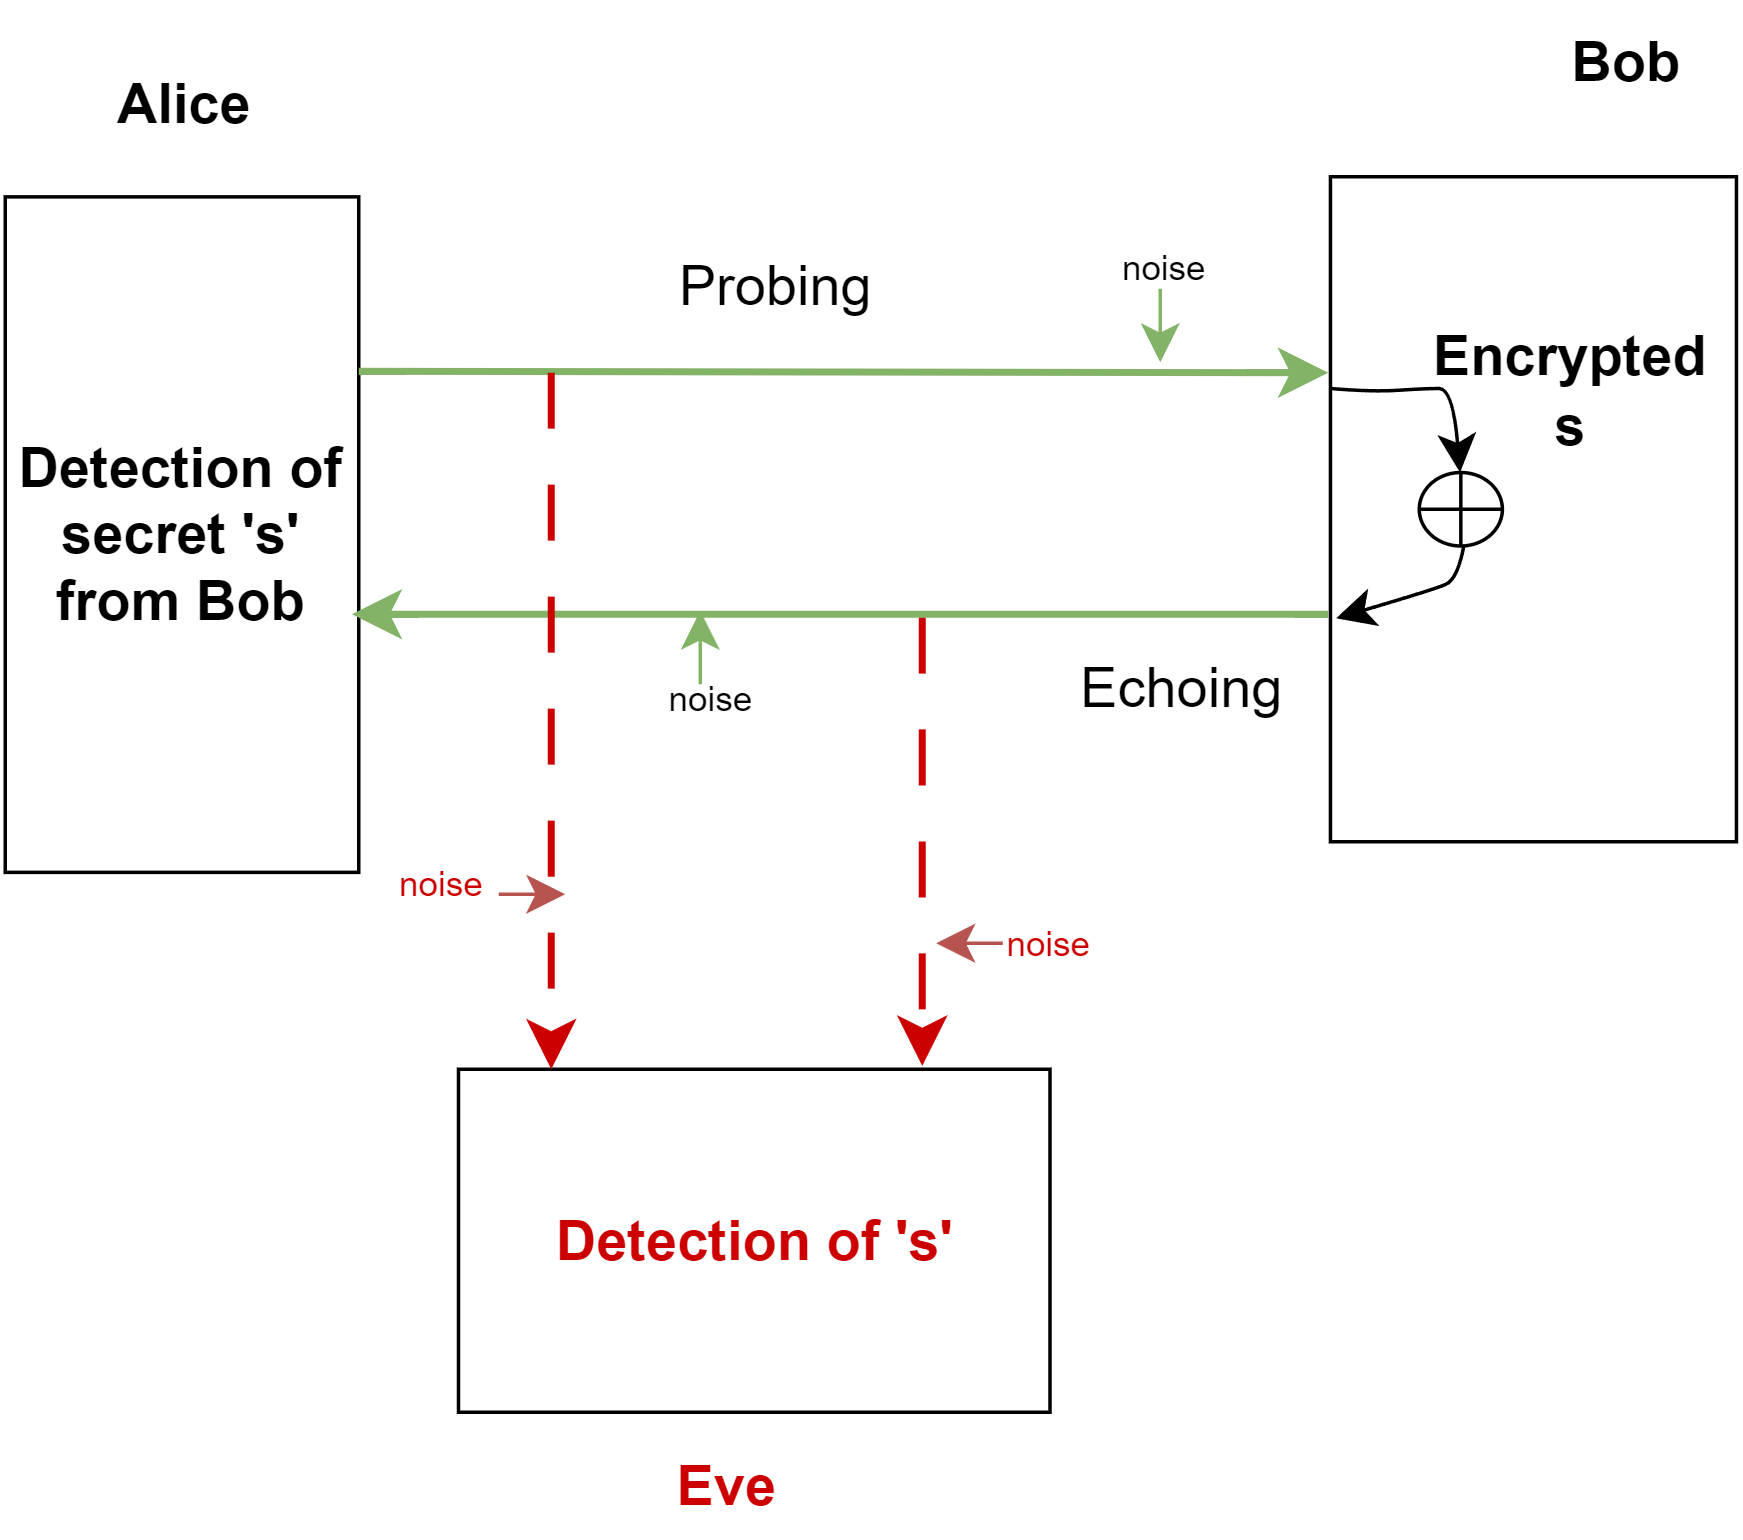 Alice
Bob
Probing
noise
Encrypted
s
Detection of
secret 's'
from Bob
Echoing
noise
noise
noise
Detection of 's'
Eve